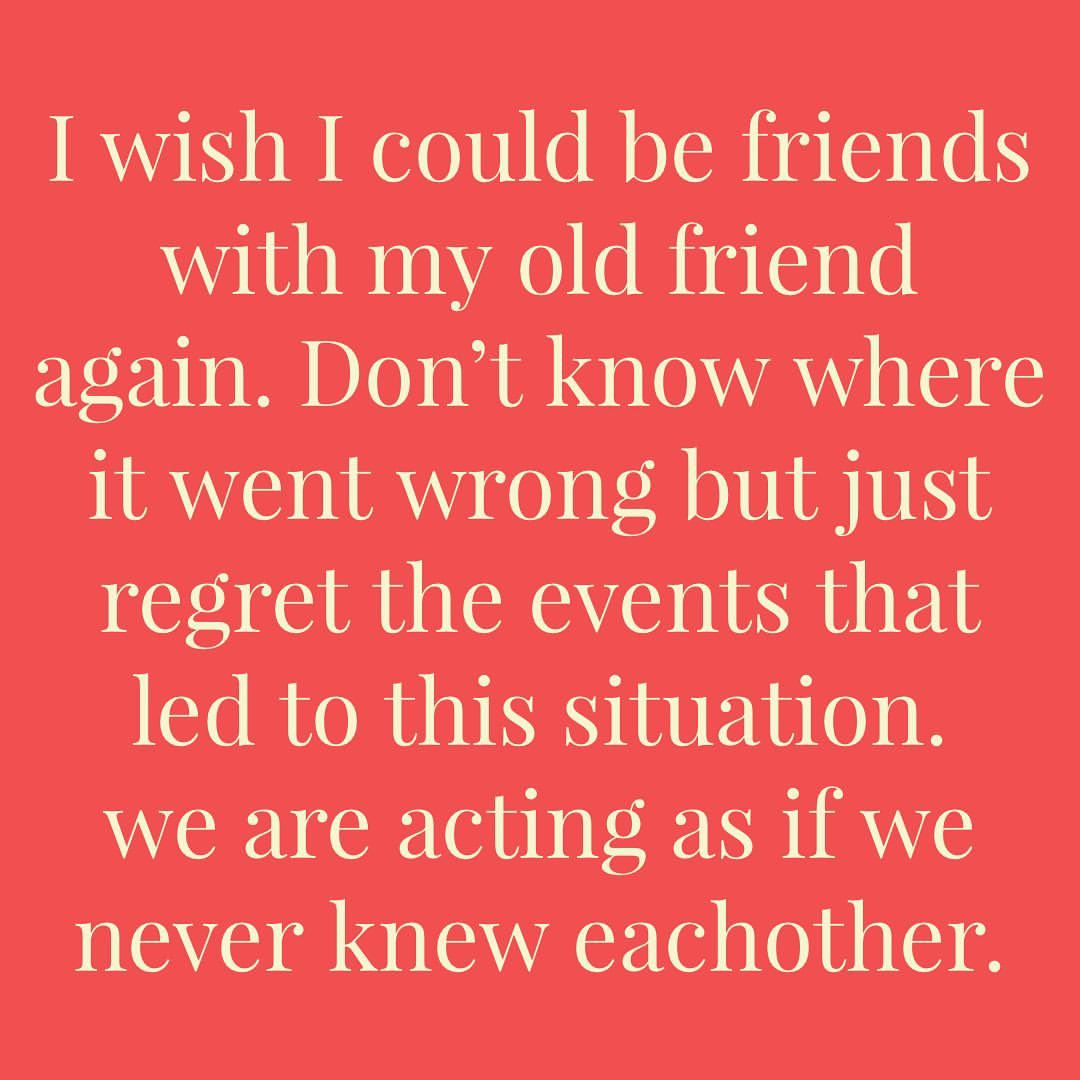 I wish I could be friends
with my old friend
again. Don’t know where
it went wrong but just
regret the events that
led to this situation.
we are acting as if we
never knew eachother.